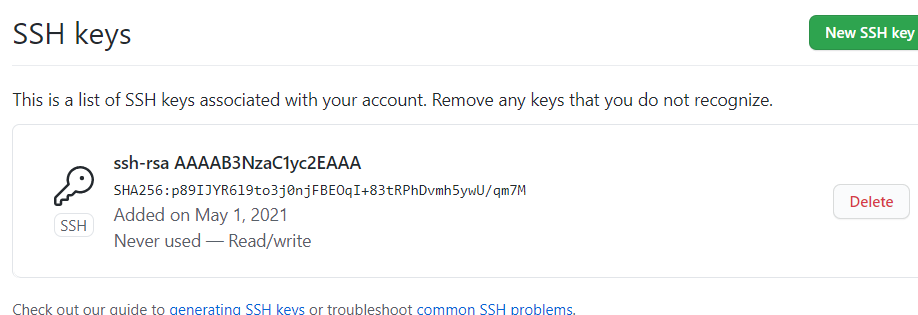 SSH keys
New SSH key
This is a list of SSH keys associated with your account. Remove any keys that you do not recognize.
ssh-rsa AAAAB3NzaC1yc2EAAA
SHA256:p89IJYR619to3j0njFBEOqI+83tRPhDvmh5ywU/qm7M
SSH
Added on May 1, 2021
Never used — Read/write
Delete
Check out our guide to generating SSH keys or troubleshoot common SSH problems.